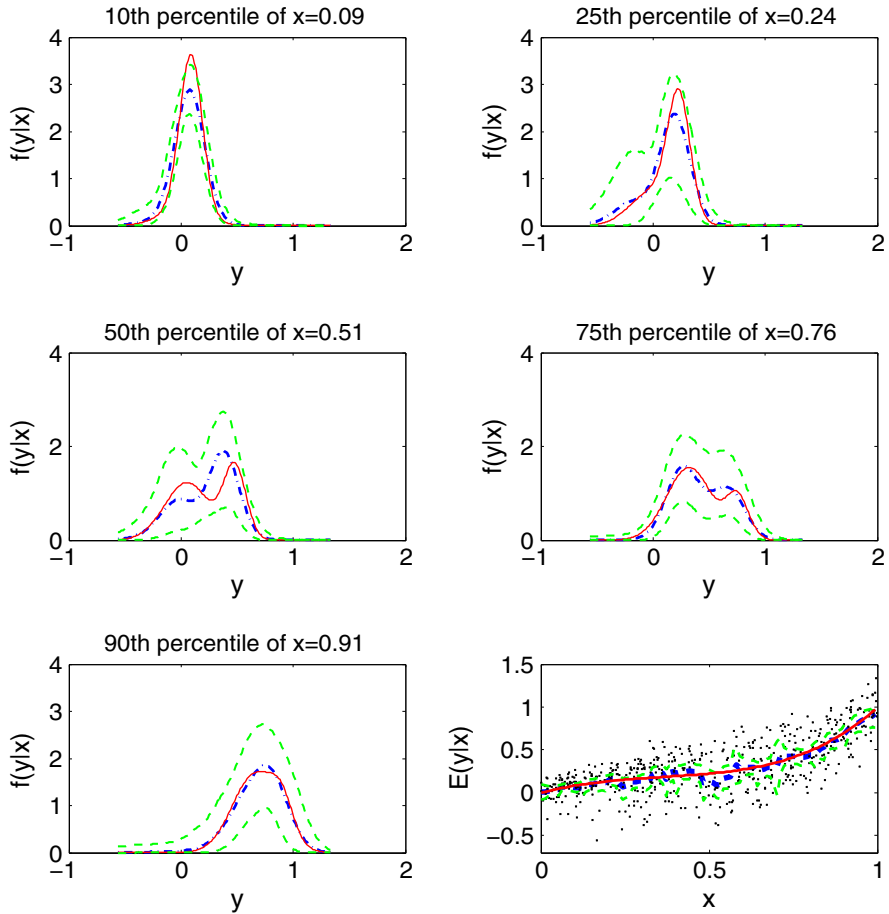 10th percentile of x=0.09
4
3
2
1
0
f(y|x)
−1
0
1
2
y
25th percentile of x=0.24
4
3
2
1
0
f(y|x)
−1
0
1
2
y
50th percentile of x=0.51
4
2
0
f(y|x)
−1
0
1
2
y
75th percentile of x=0.76
4
2
0
f(y|x)
−1
0
1
2
y
90th percentile of x=0.91
4
3
2
1
0
f(y|x)
−1
0
1
2
y
1.5
1
0.5
0
−0.5
E(y|x)
0
0.5
1
x